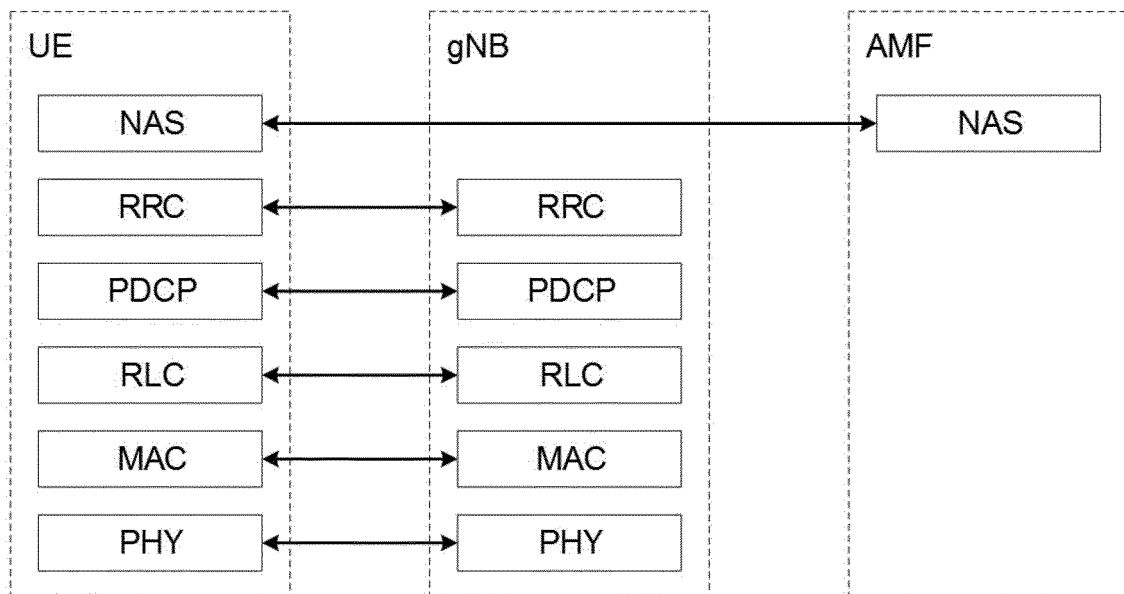 UE gNB AMF
NAS NAS
RRC RRC
PDCP PDCP
RLC RLC
MAC MAC
PHY PHY